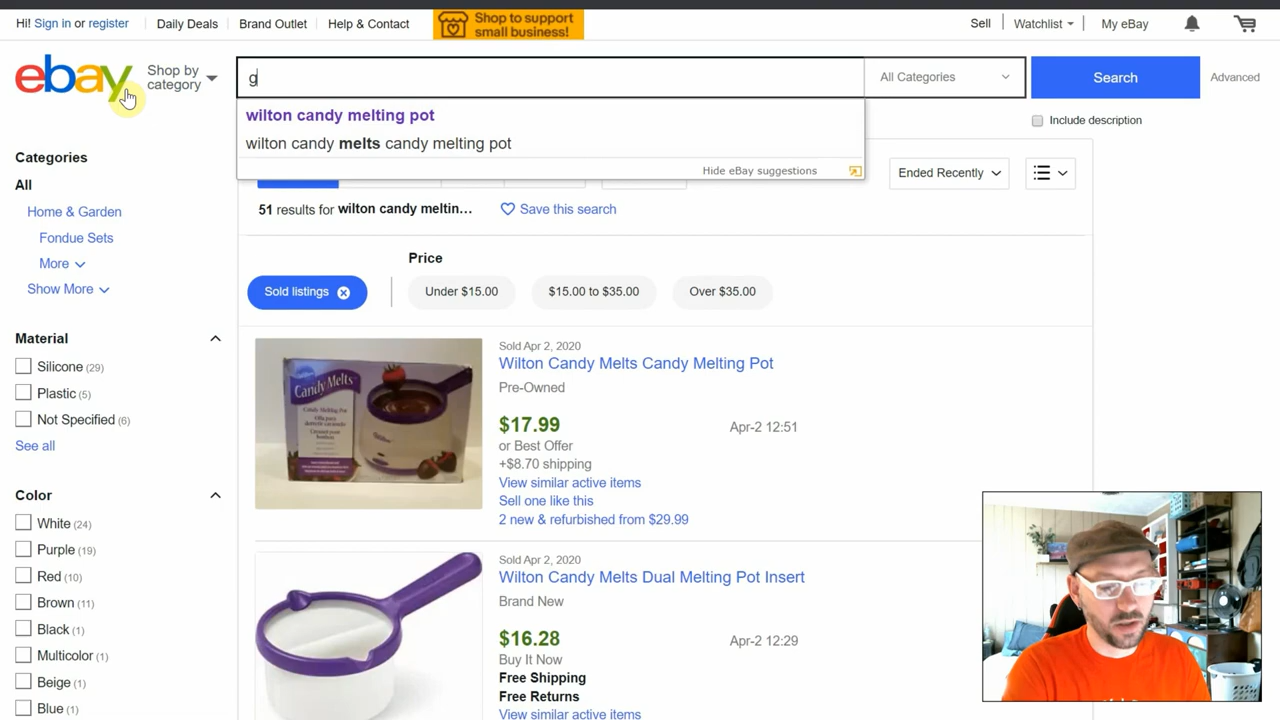 Hi! Sign in or register
Daily Deals
Brand Outlet
Help & Contact
Shop to support
small business!
Sell
Watchlist
My eBay
ebay
Shop by
category
g
All Categories
Search
Advanced
wilton candy melting pot
wilton candy melts candy melting pot
Hide eBay suggestions
Include description
Categories
All
Home & Garden
Fondue Sets
More
Show More
Ended Recently
51 results for wilton candy meltin...
Save this search
Price
Sold listings
Under $15.00
$15.00 to $35.00
Over $35.00
Material
Silicone (29)
Plastic (5)
Not Specified (6)
See all
Color
White (24)
Purple (19)
Red (10)
Brown (11)
Black (1)
Multicolor (1)
Beige (1)
Blue (1)
Candy Melts
Candy Melting Pot
Sold Apr 2, 2020
Wilton Candy Melts Candy Melting Pot
Pre-Owned
$17.99
Apr-2 12:51
or Best Offer
+$8.70 shipping
View similar active items
Sell one like this
2 new & refurbished from $29.99
Sold Apr 2, 2020
Wilton Candy Melts Dual Melting Pot Insert
Brand New
$16.28
Apr-2 12:29
Buy It Now
Free Shipping
Free Returns
View similar active items